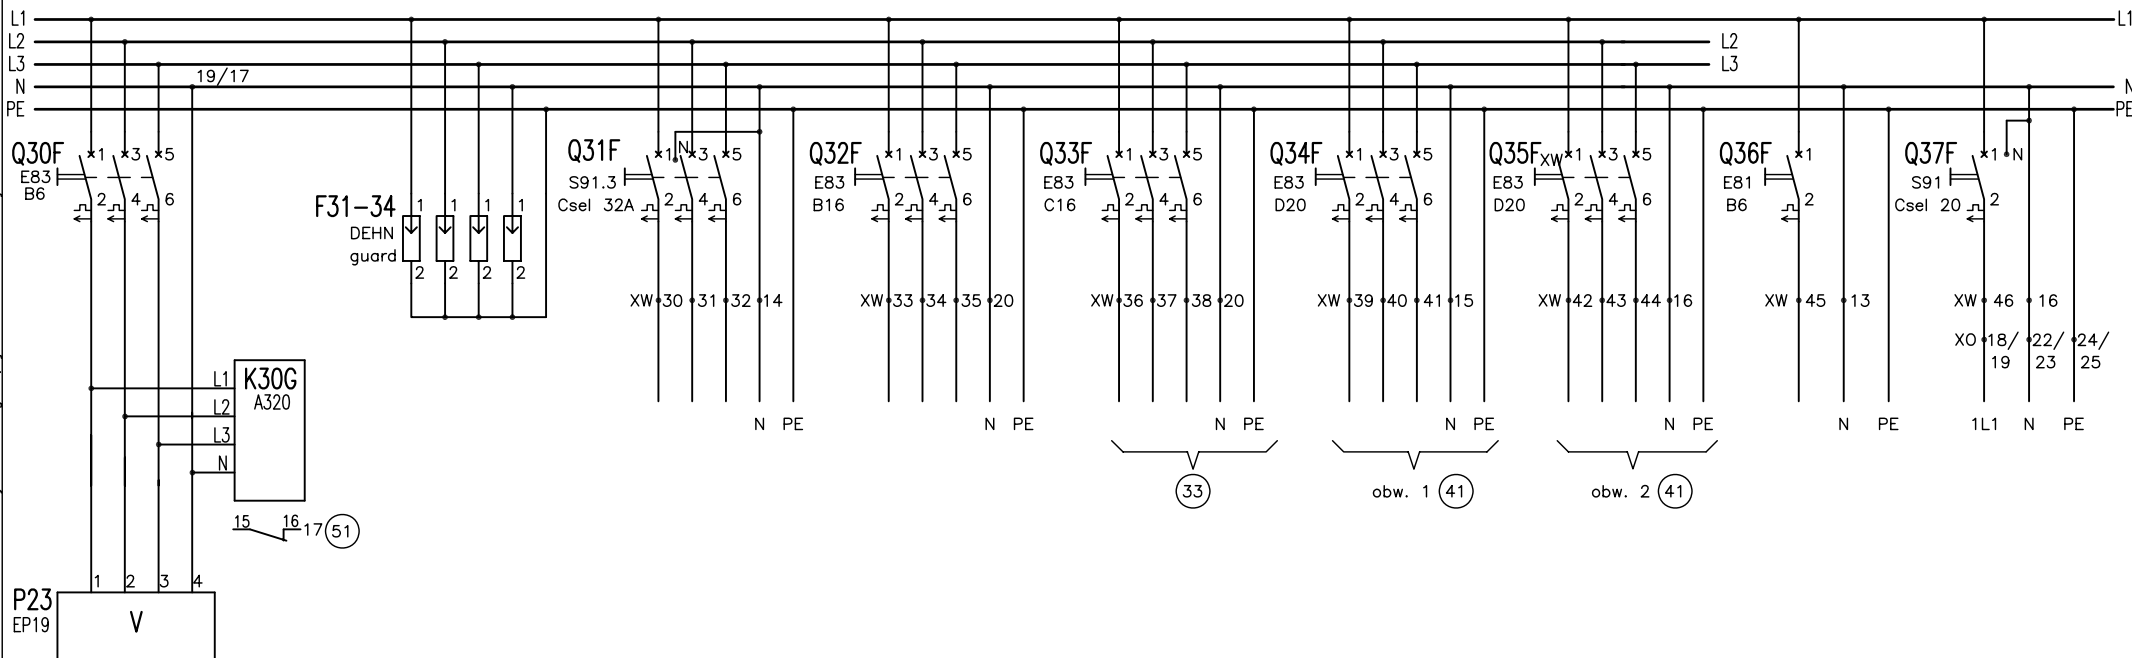 L1 L1
L2 L2
L3 L3
N 19/17 N
PE PE
Q30F
E83
B6
1 3 5
2 4 6
F31-34
DEHN
guard
1 1 1 1
2 2 2 2
Q31F
S91.3
Csel 32A
1 N 3 5
2 4 6
XW 30 31 32 14
N PE
Q32F
E83
B16
1 3 5
2 4 6
XW 33 34 35 20
N PE
Q33F
E83
C16
1 3 5
2 4 6
XW 36 37 38 20
N PE
33
Q34F
E83
D20
1 3 5
2 4 6
XW 39 40 41 15
N PE
obw. 1 41
Q35F
E83
D20
XW 1 3 5
2 4 6
XW 42 43 44 16
N PE
obw. 2 41
Q36F
E81
B6
1
2
XW 45 13
N PE
Q37F
S91
Csel 20
1 N
2
XW 46 16
XO 18/ 22/ 24/
19 23 25
1L1 N PE
L1 K30G
A320
L2
L3
N
15 16 17 51
1 2 3 4
P23
EP19
V